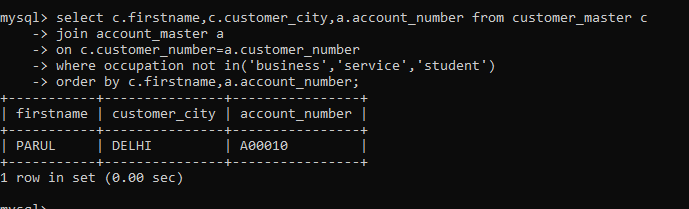 mysql> select c.firstname,c.customer_city,a.account_number from customer_master c
    -> join account_master a
    -> on c.customer_number=a.customer_number
    -> where occupation not in('business','service','student')
    -> order by c.firstname,a.account_number;
+-----------+---------------+----------------+
| firstname | customer_city | account_number |
+-----------+---------------+----------------+
| PARUL     | DELHI         | A00010         |
+-----------+---------------+----------------+
1 row in set (0.00 sec)
mysql>